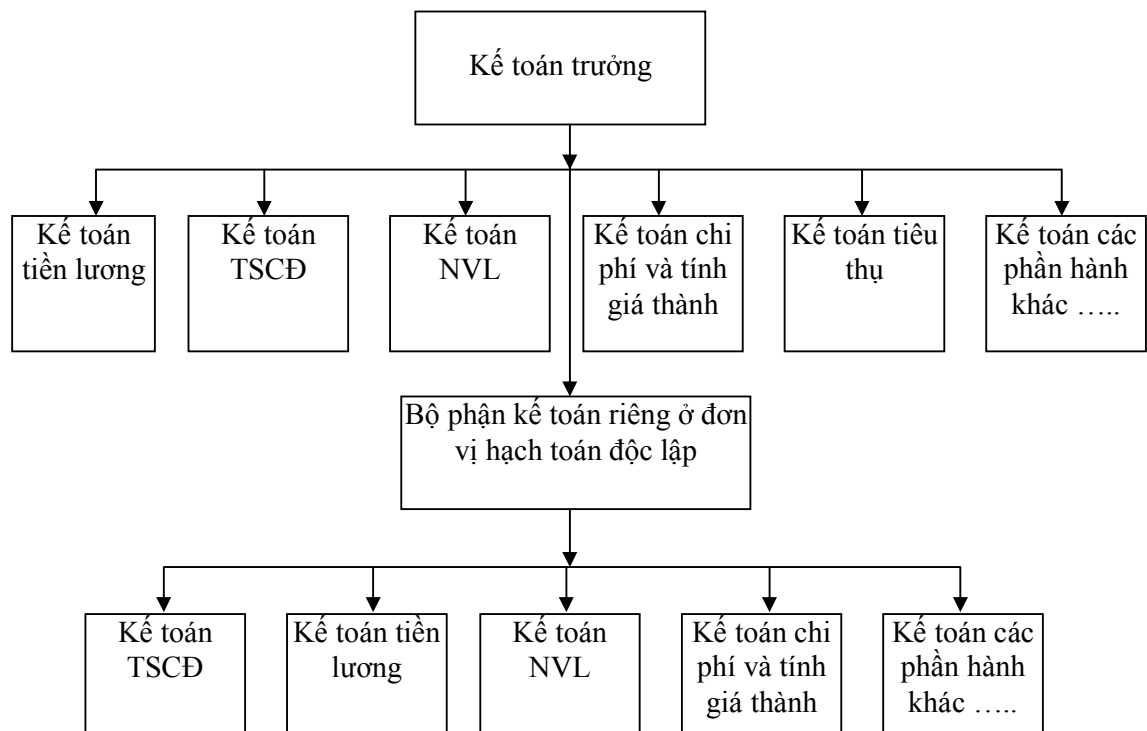 Kế toán trưởng
Kế toán
tiền lương
Kế toán
TSCĐ
Kế toán
NVL
Kế toán chi
phí và tính
giá thành
Kế toán tiêu
thụ
Kế toán các
phần hành
khác …..
Bộ phận kế toán riêng ở đơn
vị hạch toán độc lập
Kế toán
TSCĐ
Kế toán tiền
lương
Kế toán
NVL
Kế toán chi
phí và tính
giá thành
Kế toán các
phần hành
khác …..